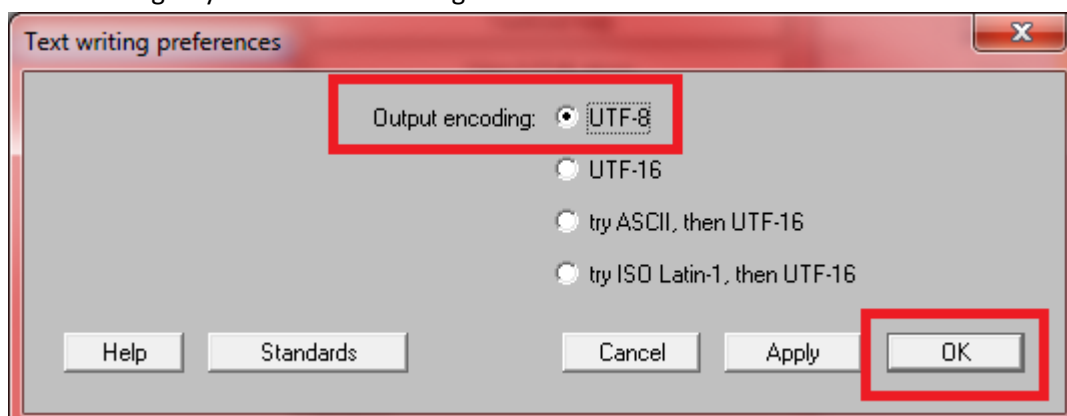 Text writing preferences
x
Output encoding: UTF-8
UTF-16
try ASCII, then UTF-16
try ISO Latin-1, then UTF-16
Help Standards Cancel Apply OK